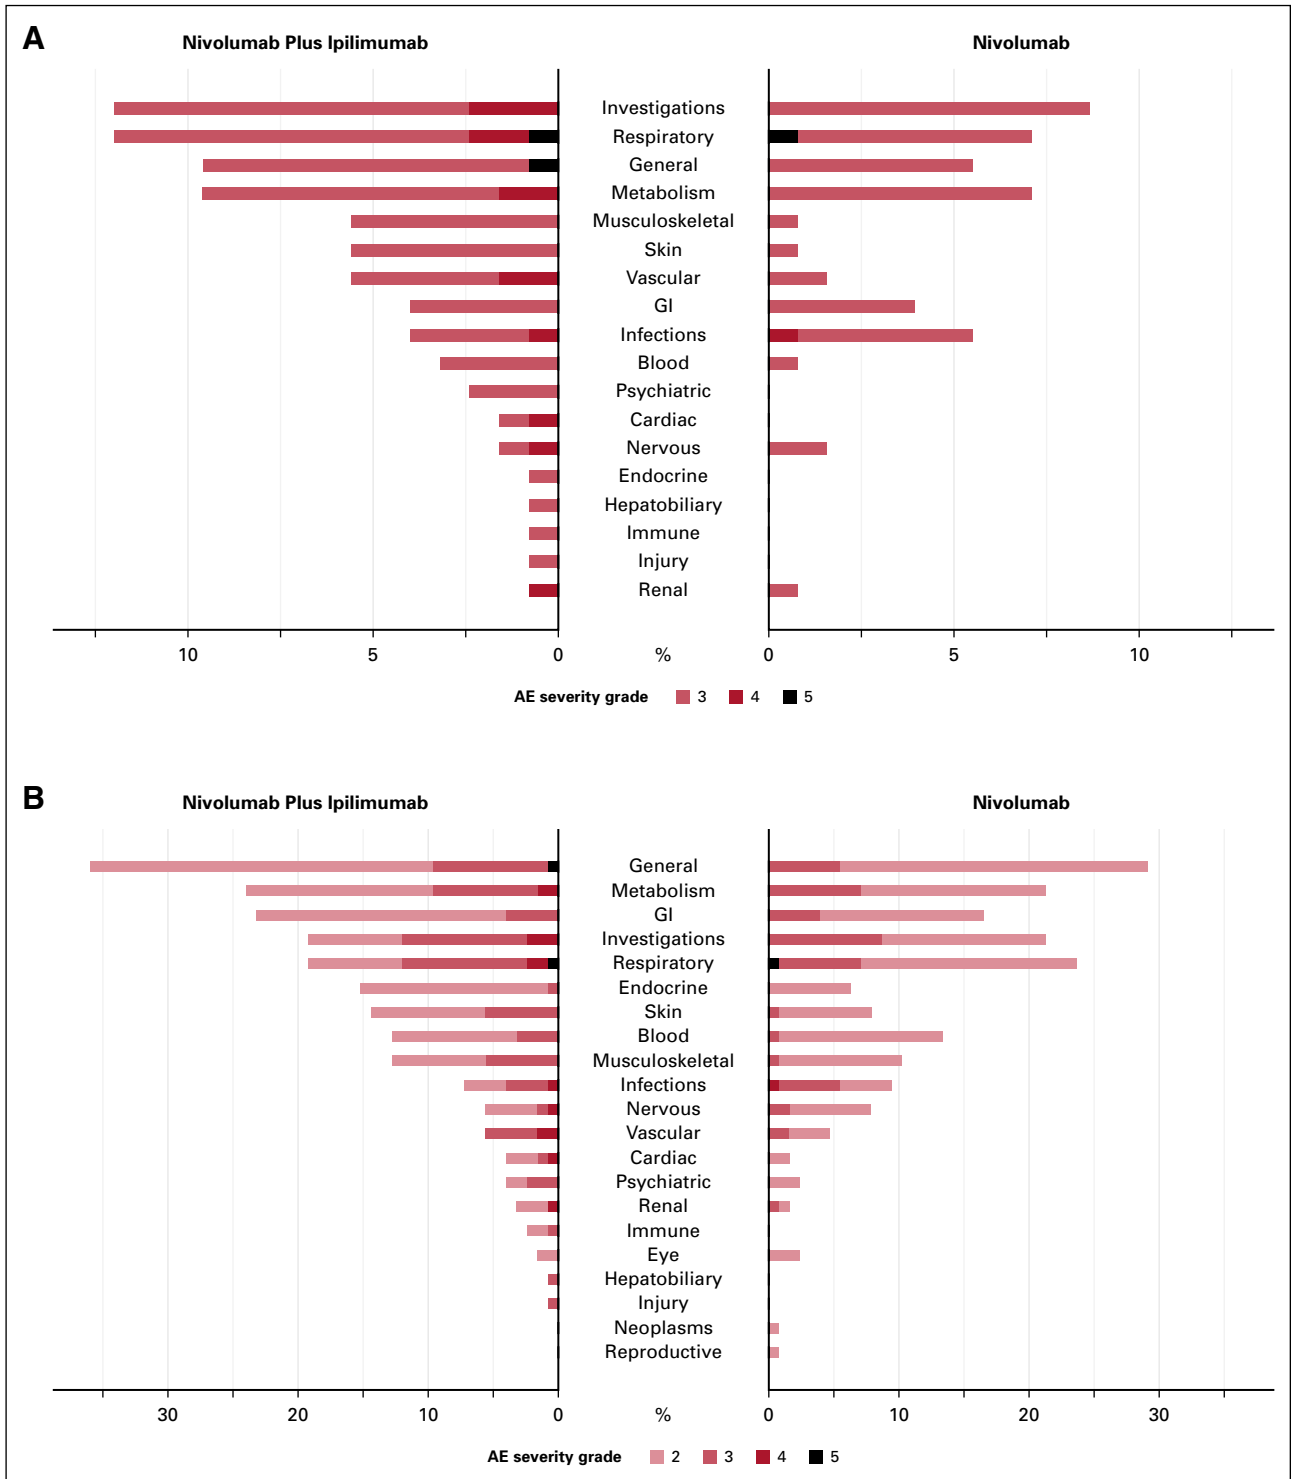 A
Nivolumab Plus Ipilimumab
Nivolumab
Investigations
Respiratory
General
Metabolism
Musculoskeletal
Skin
Vascular
GI
Infections
Blood
Psychiatric
Cardiac
Nervous
Endocrine
Hepatobiliary
Immune
Injury
Renal
10 5 0 % 0 5 10
AE severity grade 3 4 5
B
Nivolumab Plus Ipilimumab
Nivolumab
General
Metabolism
GI
Investigations
Respiratory
Endocrine
Skin
Blood
Musculoskeletal
Infections
Nervous
Vascular
Cardiac
Psychiatric
Renal
Immune
Eye
Hepatobiliary
Injury
Neoplasms
Reproductive
30 20 10 0 % 0 10 20 30
AE severity grade 2 3 4 5